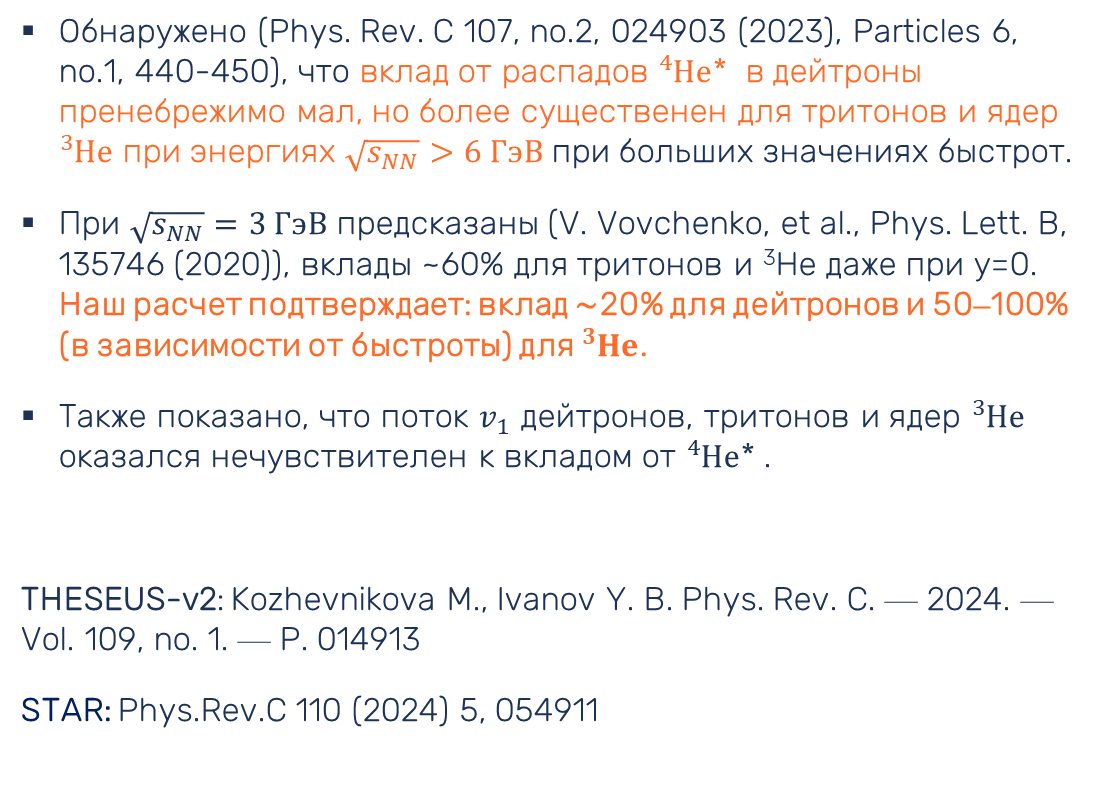 ▪ Обнаружено (Phys. Rev. C 107, no.2, 024903 (2023), Particles 6,
no.1, 440-450), что вклад от распадов ⁴He* в дейтроны
пренебрежимо мал, но более существенен для тритонов и ядер
³He при энергиях √s_NN > 6 ГэВ при больших значениях быстрот.
▪ При √s_NN = 3 ГэВ предсказаны (V. Vovchenko, et al., Phys. Lett. B,
135746 (2020)), вклады ~60% для тритонов и ³He даже при y=0.
Наш расчет подтверждает: вклад ~20% для дейтронов и 50–100%
(в зависимости от быстроты) для ³He.
▪ Также показано, что поток v₁ дейтронов, тритонов и ядер ³He
оказался нечувствителен к вкладом от ⁴He* .
THESEUS-v2: Kozhevnikova M., Ivanov Y. B. Phys. Rev. C. — 2024. —
Vol. 109, no. 1. — P. 014913
STAR: Phys.Rev.C 110 (2024) 5, 054911